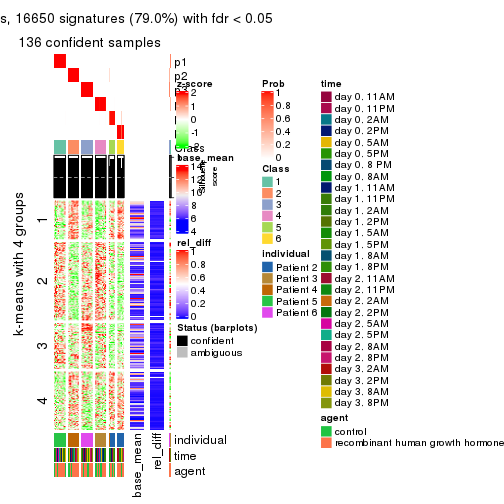 s, 16650 signatures (79.0%) with fdr < 0.05
136 confident samples
p1
p2
z-score
2
1
0
-1
base_mean
14
12
10
8
6
4
rel_diff
1
0.8
0.6
0.4
0.2
0
Status (barplots)
confident
ambiguous
Silhouette
score
Prob
1
0.8
0.6
0.4
0.2
0
Class
1
2
3
4
5
6
individual
Patient 2
Patient 3
Patient 4
Patient 5
Patient 6
time
day 0. 11AM
day 0. 11PM
day 0. 2AM
day 0. 2PM
day 0. 5AM
day 0. 5PM
day 0. 8 PM
day 0. 8AM
day 1. 11AM
day 1. 11PM
day 1. 2AM
day 1. 2PM
day 1. 5AM
day 1. 5PM
day 1. 8AM
day 1. 8PM
day 2. 11AM
day 2. 11PM
day 2. 2AM
day 2. 2PM
day 2. 5AM
day 2. 5PM
day 2. 8AM
day 2. 8PM
day 3. 2AM
day 3. 2PM
day 3. 8AM
day 3. 8PM
agent
control
recombinant human growth hormone
k-means with 4 groups
1
2
3
4
individual
time
agent
base_mean
rel_diff